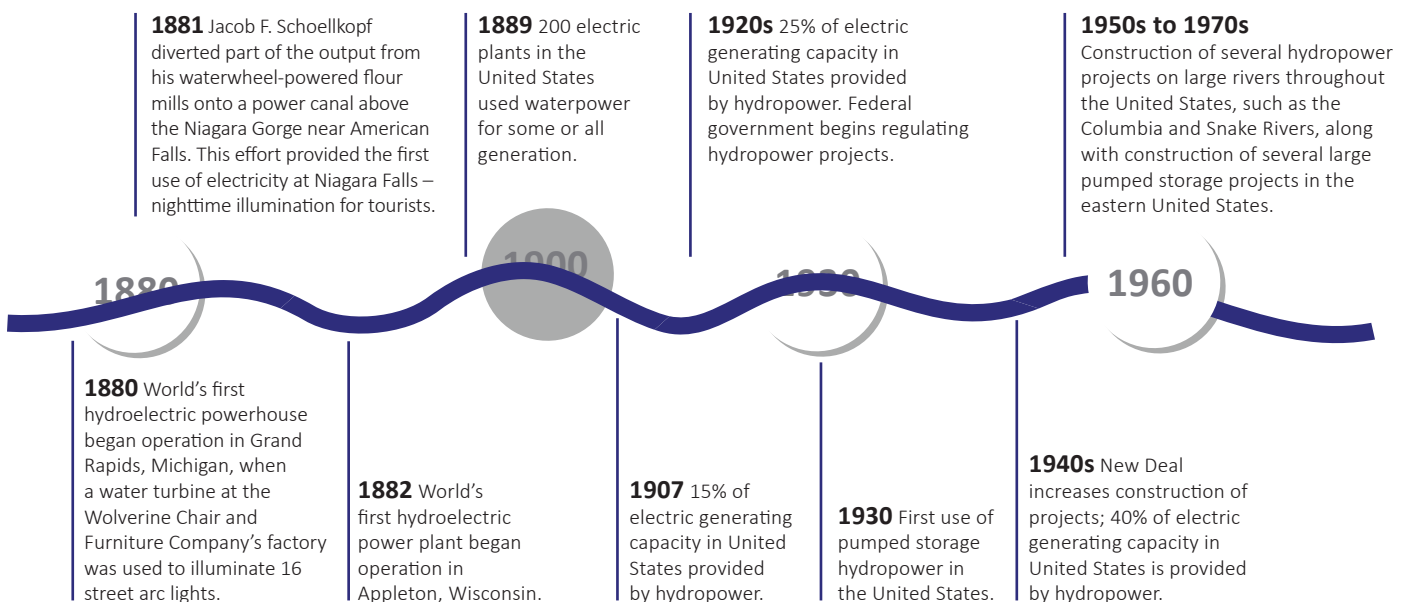 1881 Jacob F. Schoellkopf
diverted part of the output from
his waterwheel-powered flour
mills onto a power canal above
the Niagara Gorge near American
Falls. This effort provided the first
use of electricity at Niagara Falls –
nighttime illumination for tourists.
1889 200 electric
plants in the
United States
used waterpower
for some or all
generation.
1920s 25% of electric
generating capacity in
United States provided
by hydropower. Federal
government begins regulating
hydropower projects.
1950s to 1970s
Construction of several hydropower
projects on large rivers throughout
the United States, such as the
Columbia and Snake Rivers, along
with construction of several large
pumped storage projects in the
eastern United States.
1880
1900
1930
1960
1880 World’s first
hydroelectric powerhouse
began operation in Grand
Rapids, Michigan, when
a water turbine at the
Wolverine Chair and
Furniture Company’s factory
was used to illuminate 16
street arc lights.
1882 World’s
first hydroelectric
power plant began
operation in
Appleton, Wisconsin.
1907 15% of
electric generating
capacity in United
States provided
by hydropower.
1930 First use of
pumped storage
hydropower in
the United States.
1940s New Deal
increases construction of
projects; 40% of electric
generating capacity in
United States is provided
by hydropower.